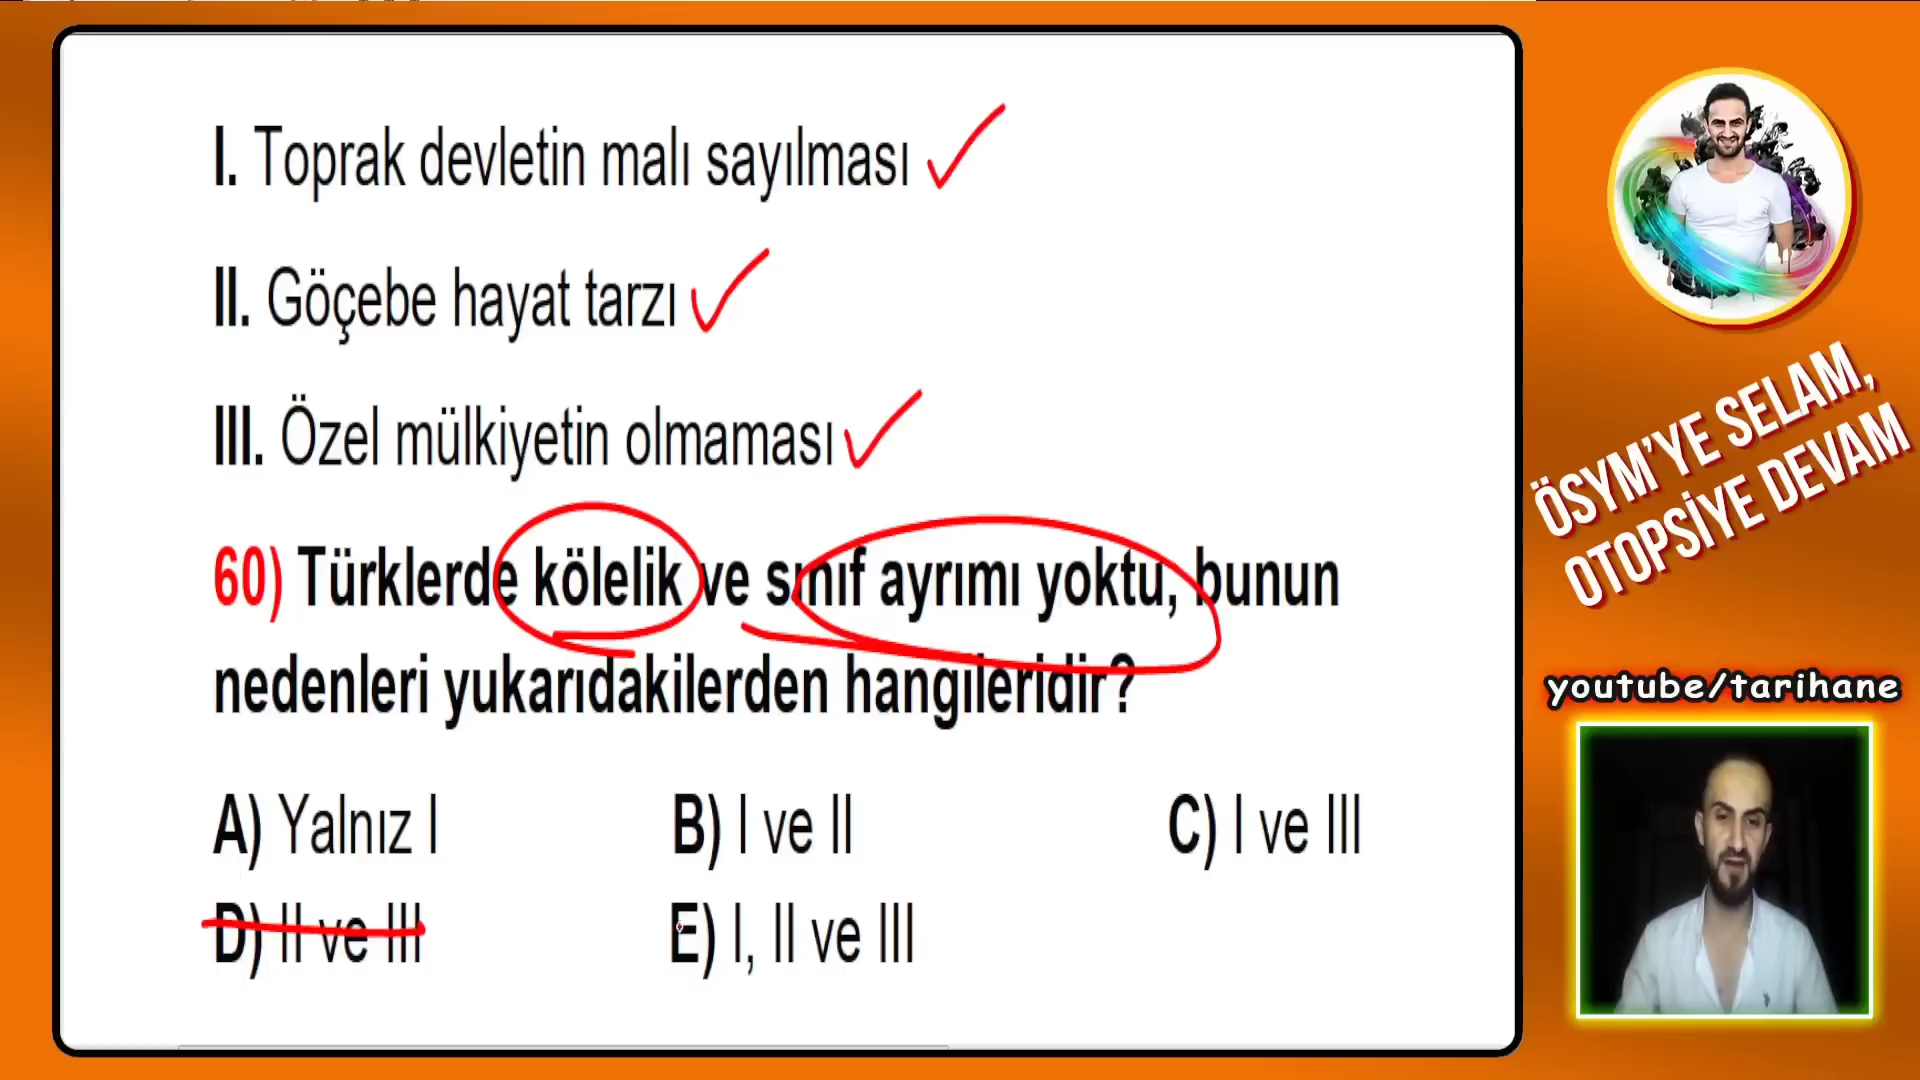 I. Toprak devletin malı sayılması
II. Göçebe hayat tarzı
III. Özel mülkiyetin olmaması
60) Türklerde kölelik ve sınıf ayrımı yoktu, bunun
nedenleri yukarıdakilerden hangileridir?
A) Yalnız I
B) I ve II
C) I ve III
D) II ve III
E) I, II ve III
ÖSYM'YE SELAM,
OTOPSİYE DEVAM
youtube/tarihane